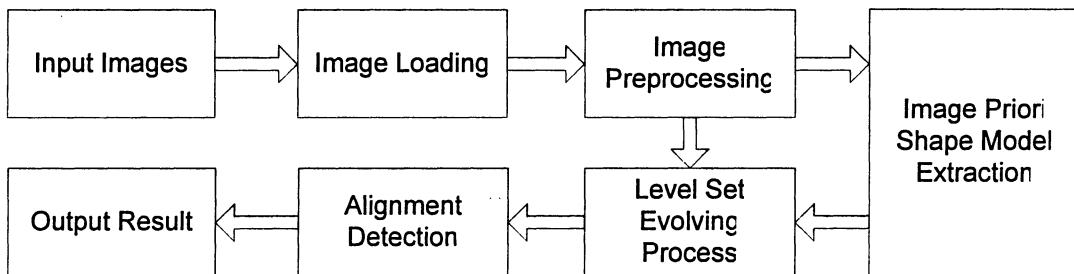 Input Images
Image Loading
Image
Preprocessing
Image Priori
Shape Model
Extraction
Level Set
Evolving
Process
Alignment
Detection
Output Result